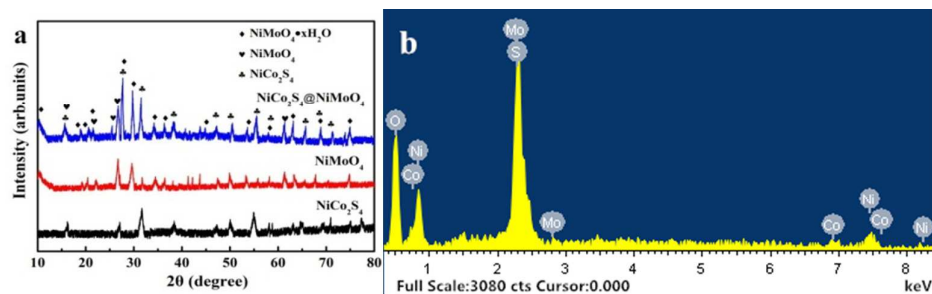 a
Intensity (arb.units)
♦ NiMoO₄•xH₂O
♥ NiMoO₄
♣ NiCo₂S₄
NiCo₂S₄@NiMoO₄
NiMoO₄
NiCo₂S₄
10 20 30 40 50 60 70 80
2θ (degree)
b
Mo
S
O
Ni
Co
Mo
Co
Ni
Co
Ni
1 2 3 4 5 6 7 8
Full Scale:3080 cts Cursor:0.000 keV